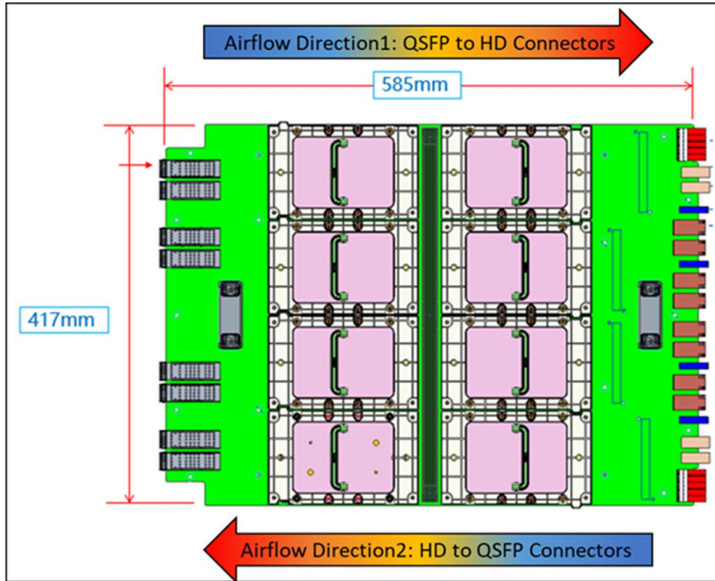 Airflow Direction1: QSFP to HD Connectors
585mm
417mm
Airflow Direction2: HD to QSFP Connectors